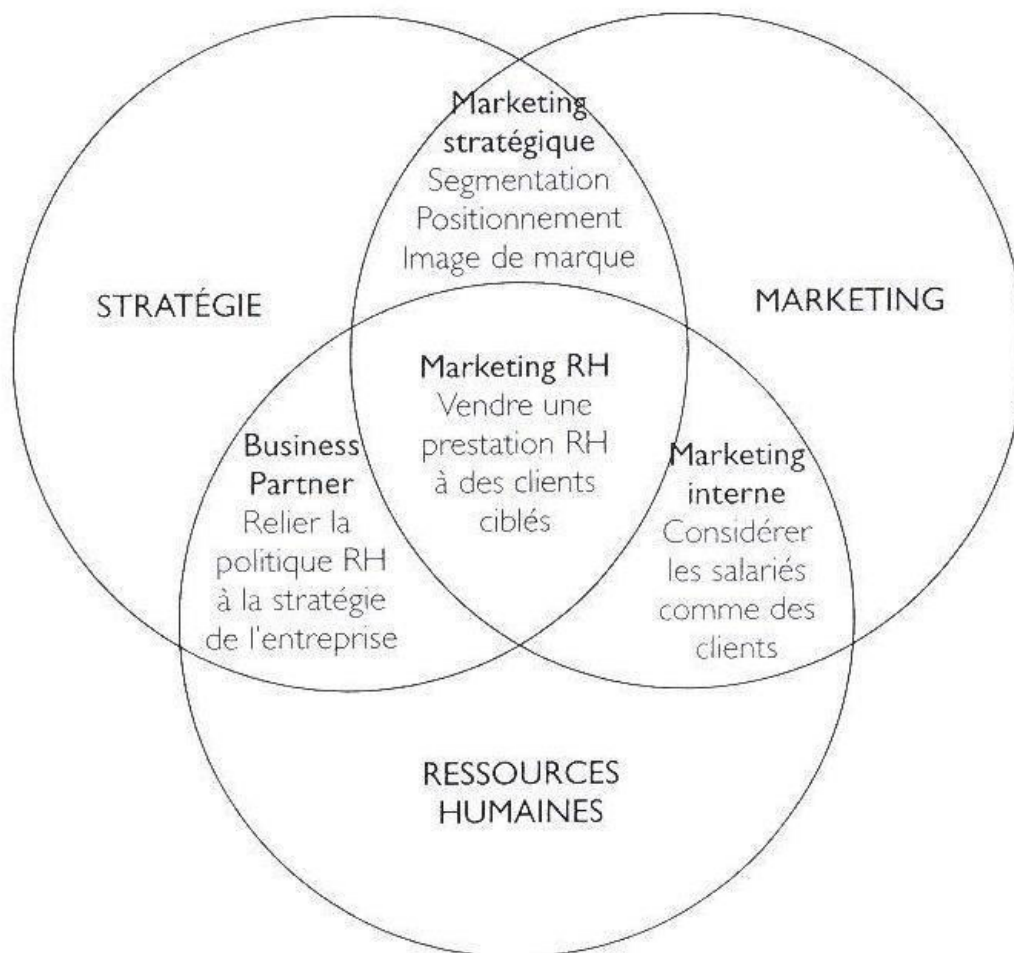 Marketing
stratégique
Segmentation
Positionnement
Image de marque
STRATÉGIE
MARKETING
Marketing RH
Vendre une
prestation RH
à des clients
ciblés
Business
Partner
Relier la
politique RH
à la stratégie
de l'entreprise
Marketing
interne
Considérer
les salariés
comme des
clients
RESSOURCES
HUMAINES